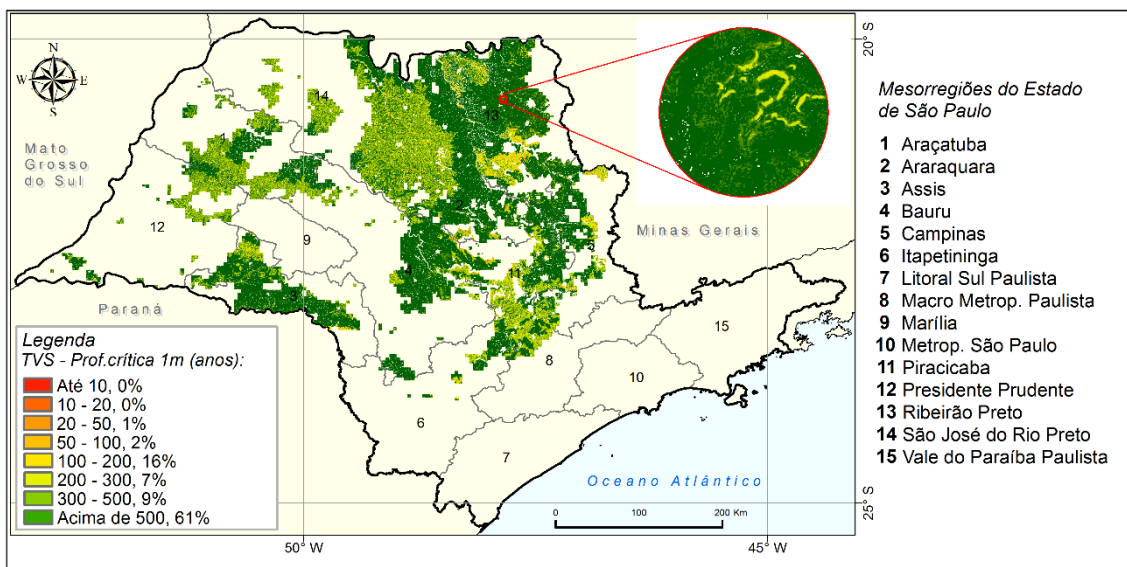 20° S
N
W E
S
14
13
Mato
Grosso
do Sul
2
12
9
5
Minas Gerais
4
11
3
Paraná
15
8
10
6
7
Oceano Atlântico
0 100 200 Km
25° S
50° W
45° W
Legenda
TVS - Prof.crítica 1m (anos):
Até 10, 0%
10 - 20, 0%
20 - 50, 1%
50 - 100, 2%
100 - 200, 16%
200 - 300, 7%
300 - 500, 9%
Acima de 500, 61%
Mesorregiões do Estado
de São Paulo
1 Araçatuba
2 Araraquara
3 Assis
4 Bauru
5 Campinas
6 Itapetininga
7 Litoral Sul Paulista
8 Macro Metrop. Paulista
9 Marília
10 Metrop. São Paulo
11 Piracicaba
12 Presidente Prudente
13 Ribeirão Preto
14 São José do Rio Preto
15 Vale do Paraíba Paulista